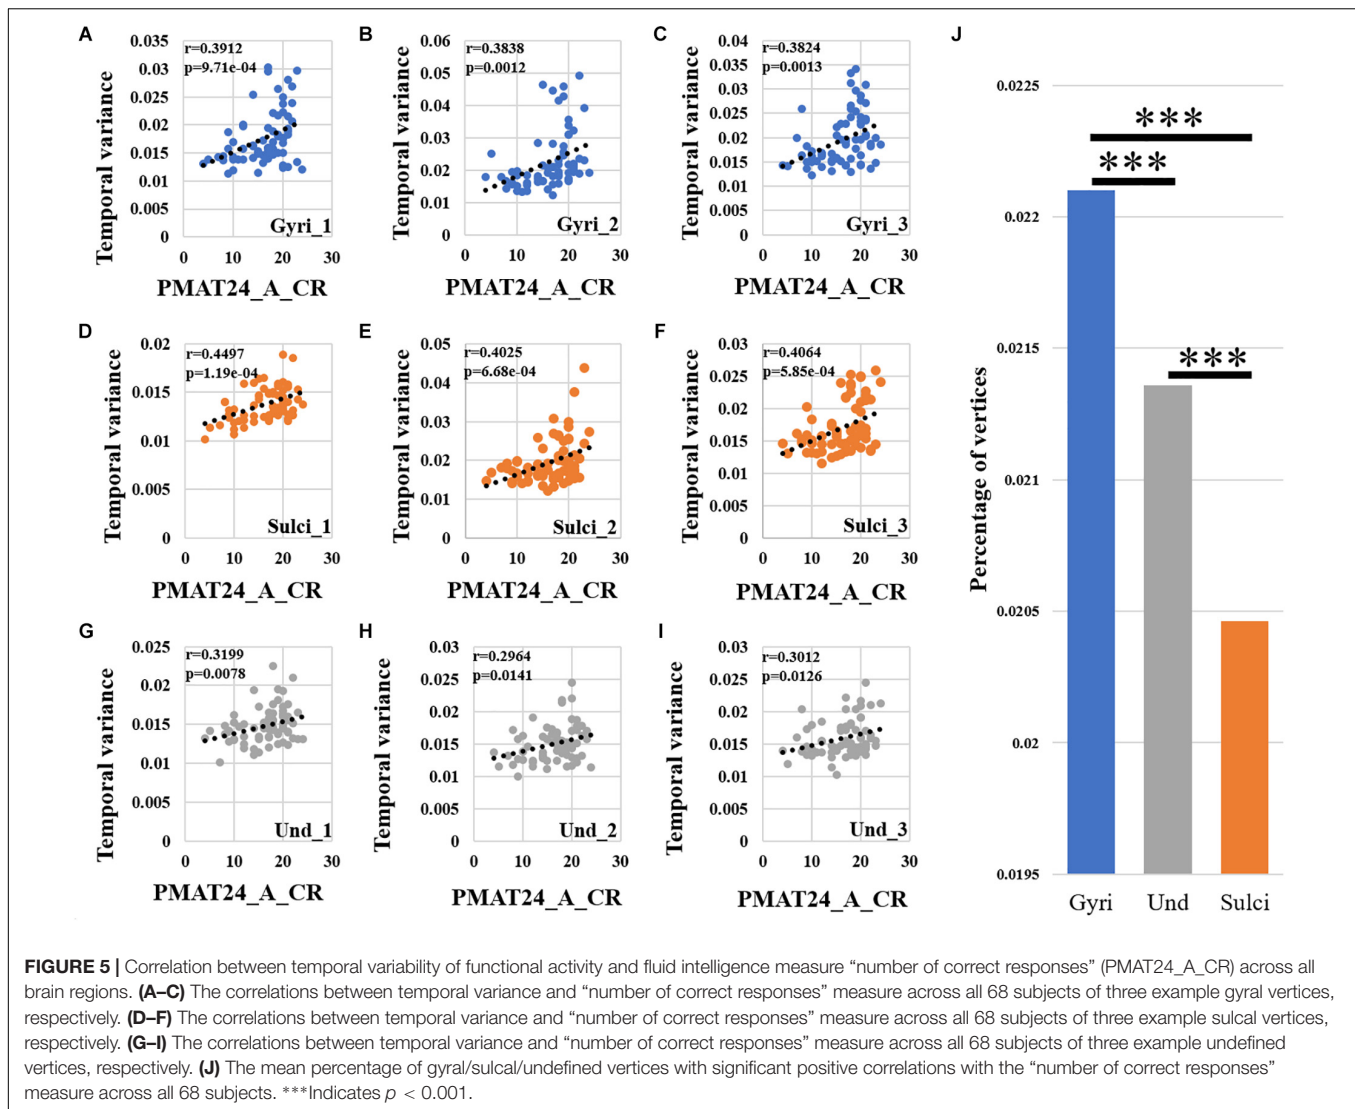 A
Temporal variance
0.035
0.03
0.025
0.02
0.015
0.01
0.005
0
r=0.3912
p=9.71e-04
Gyri_1
0
10
20
30
PMAT24_A_CR
B
Temporal variance
0.06
0.05
0.04
0.03
0.02
0.01
0
r=0.3838
p=0.0012
Gyri_2
0
10
20
30
PMAT24_A_CR
C
Temporal variance
0.04
0.035
0.03
0.025
0.02
0.015
0.01
0.005
0
r=0.3824
p=0.0013
Gyri_3
0
10
20
30
PMAT24_A_CR
D
Temporal variance
0.02
0.015
0.01
0.005
0
r=0.4497
p=1.19e-04
Sulci_1
0
10
20
30
PMAT24_A_CR
E
Temporal variance
0.05
0.04
0.03
0.02
0.01
0
r=0.4025
p=6.68e-04
Sulci_2
0
10
20
30
PMAT24_A_CR
F
Temporal variance
0.03
0.025
0.02
0.015
0.01
0.005
0
r=0.4064
p=5.85e-04
Sulci_3
0
10
20
30
PMAT24_A_CR
G
Temporal variance
0.025
0.02
0.015
0.01
0.005
0
r=0.3199
p=0.0078
Und_1
0
10
20
30
PMAT24_A_CR
H
Temporal variance
0.03
0.025
0.02
0.015
0.01
0.005
0
r=0.2964
p=0.0141
Und_2
0
10
20
30
PMAT24_A_CR
I
Temporal variance
0.03
0.025
0.02
0.015
0.01
0.005
0
r=0.3012
p=0.0126
Und_3
0
10
20
30
PMAT24_A_CR
J
Percentage of vertices
0.0225
0.022
0.0215
0.021
0.0205
0.02
0.0195
***
***
***
Gyri
Und
Sulci
FIGURE 5 | Correlation between temporal variability of functional activity and fluid intelligence measure “number of correct responses” (PMAT24_A_CR) across all
brain regions. (A–C) The correlations between temporal variance and “number of correct responses” measure across all 68 subjects of three example gyral vertices,
respectively. (D–F) The correlations between temporal variance and “number of correct responses” measure across all 68 subjects of three example sulcal vertices,
respectively. (G–I) The correlations between temporal variance and “number of correct responses” measure across all 68 subjects of three example undefined
vertices, respectively. (J) The mean percentage of gyral/sulcal/undefined vertices with significant positive correlations with the “number of correct responses”
measure across all 68 subjects. ***Indicates p < 0.001.